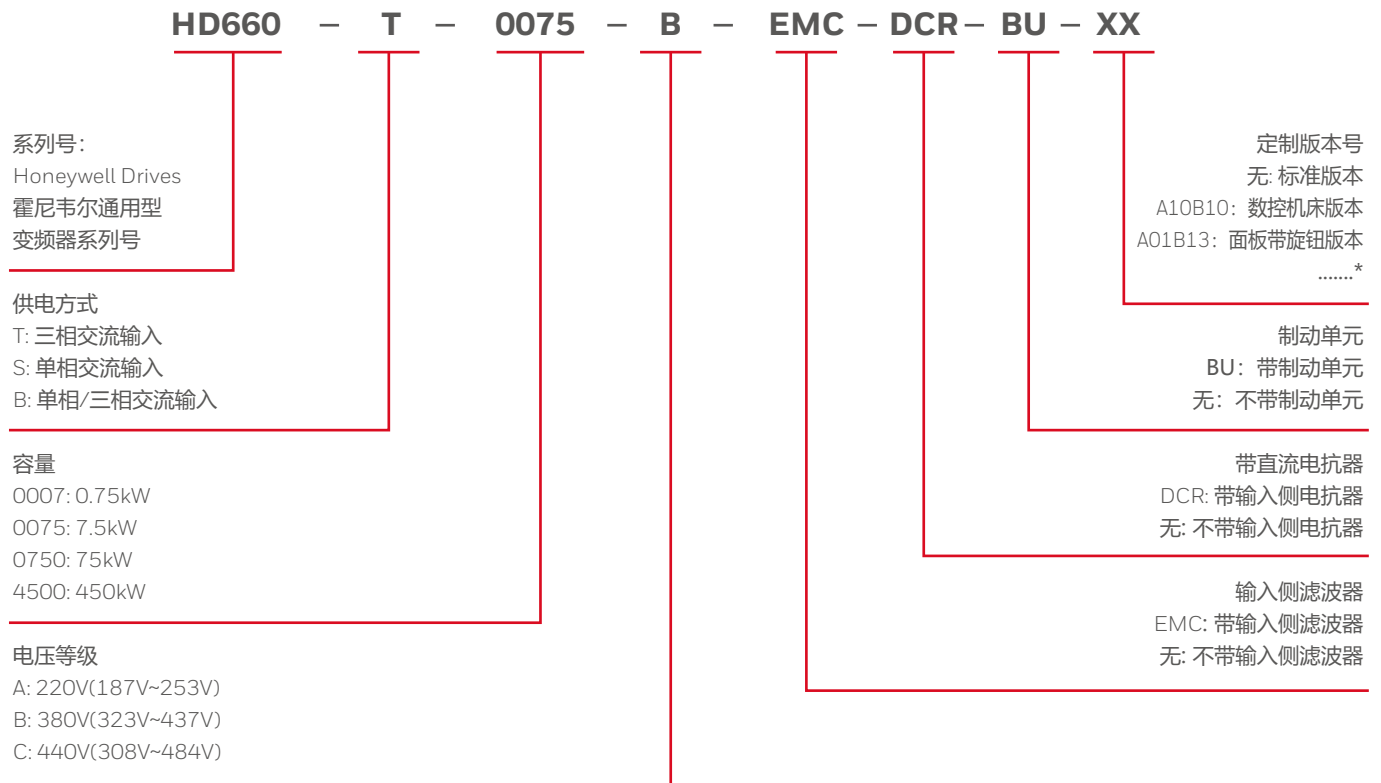 HD660 – T – 0075 – B – EMC – DCR – BU – XX
系列号:
Honeywell Drives
霍尼韦尔通用型
变频器系列号
供电方式
T: 三相交流输入
S: 单相交流输入
B: 单相/三相交流输入
容量
0007: 0.75kW
0075: 7.5kW
0750: 75kW
4500: 450kW
电压等级
A: 220V(187V~253V)
B: 380V(323V~437V)
C: 440V(308V~484V)
定制版本号
无: 标准版本
A10B10: 数控机床版本
A01B13: 面板带旋钮版本
.......*
制动单元
BU: 带制动单元
无: 不带制动单元
带直流电抗器
DCR: 带输入侧电抗器
无: 不带输入侧电抗器
输入侧滤波器
EMC: 带输入侧滤波器
无: 不带输入侧滤波器